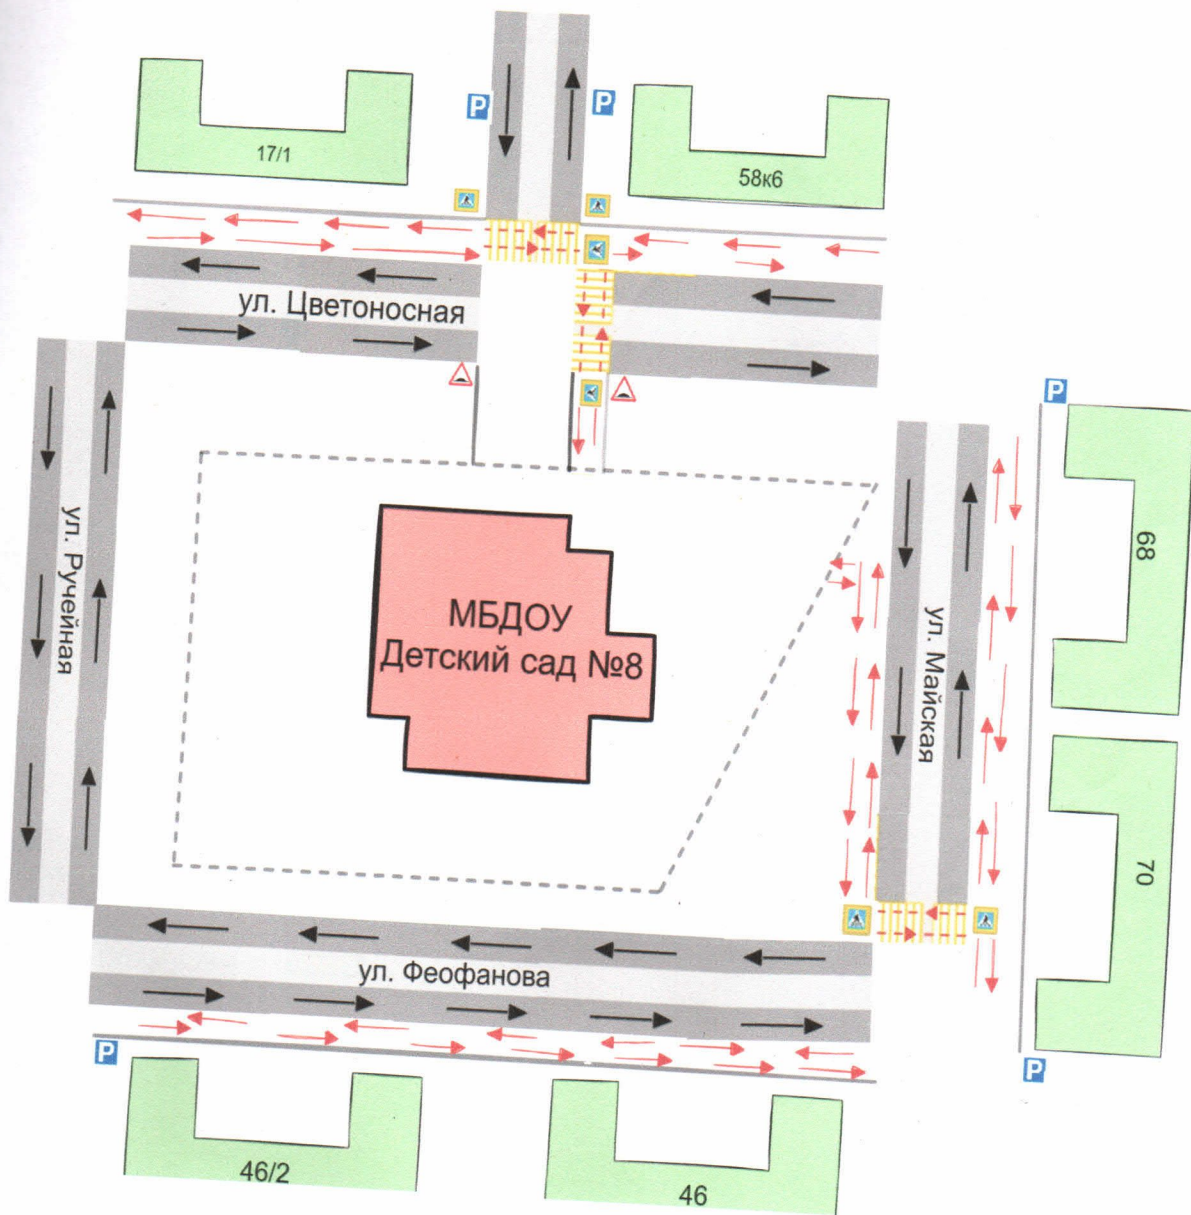 P
P
17/1
58к6
ул. Цветоносная
P
ул. Ручейная
МБДОУ
Детский сад №8
68
ул. Майская
70
ул. Феофанова
P
P
46/2
46